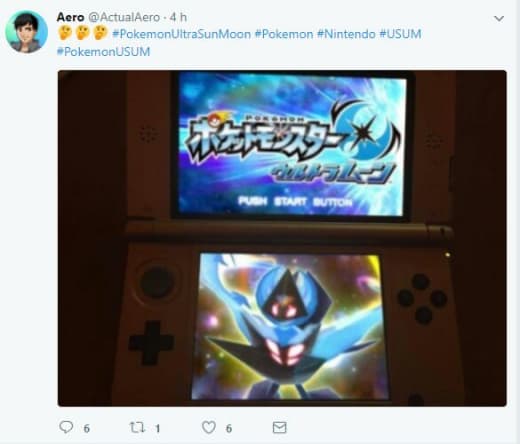 Aero @ActualAero · 4 h
🤔🤔🤔 #PokemonUltraSunMoon #Pokemon #Nintendo #USUM
#PokemonUSUM
POKÉMON
ポケットモンスター
ウルトラムーン
PUSH START BUTTON
6 1 6